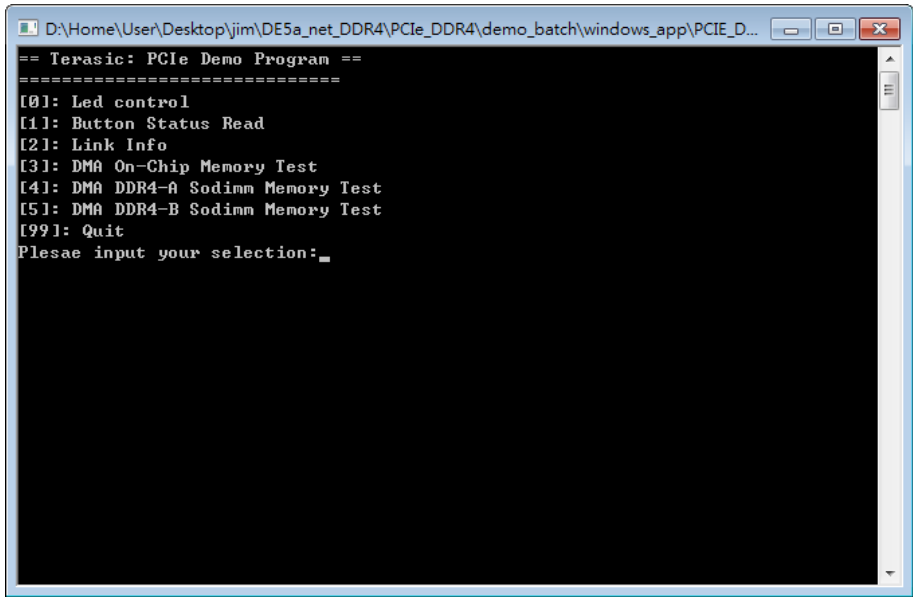 D:\Home\User\Desktop\jim\DE5a_net_DDR4\PCIe_DDR4\demo_batch\windows_app\PCIE_D...
== Terasic: PCIe Demo Program ==
==============================
[0]: Led control
[1]: Button Status Read
[2]: Link Info
[3]: DMA On-Chip Memory Test
[4]: DMA DDR4-A Sodimm Memory Test
[5]: DMA DDR4-B Sodimm Memory Test
[99]: Quit
Plesae input your selection:_